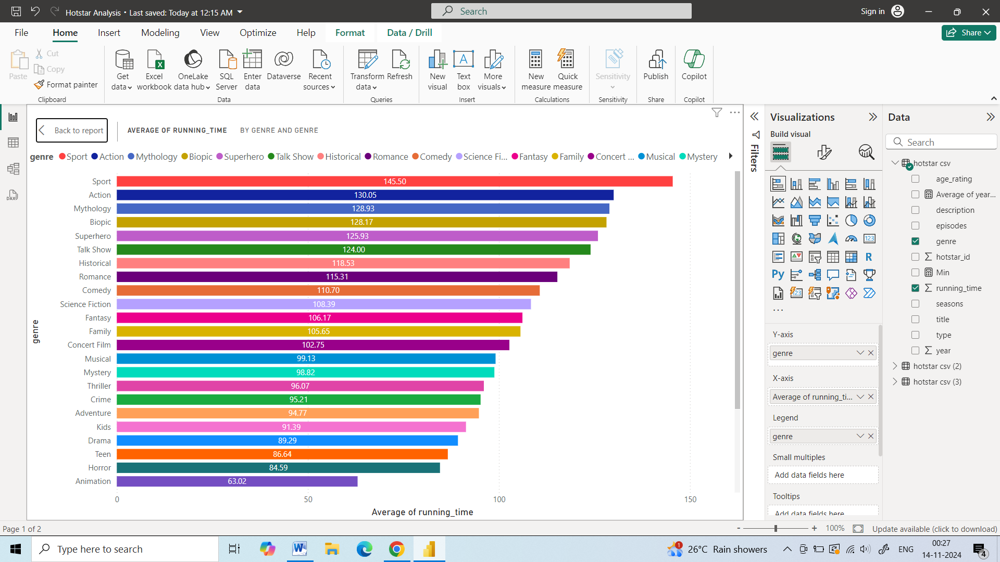 Hotstar Analysis • Last saved: Today at 12:15 AM
Search
Sign in
File Home Insert Modeling View Optimize Help Format Data / Drill
Share
Paste
Cut
Copy
Format painter
Clipboard
Get data
Excel workbook
OneLake data hub
SQL Server
Enter data
Dataverse
Recent sources
Data
Transform data
Refresh
Queries
New visual
Text box
More visuals
Insert
New measure
Quick measure
Calculations
Sensitivity
Sensitivity
Publish
Share
Copilot
Copilot
Back to report
AVERAGE OF RUNNING_TIME BY GENRE AND GENRE
genre Sport Action Mythology Biopic Superhero Talk Show Historical Romance Comedy Science Fi... Fantasy Family Concert ... Musical Mystery
genre
Sport 145.50
Action 130.05
Mythology 128.93
Biopic 128.17
Superhero 125.93
Talk Show 124.00
Historical 118.53
Romance 115.31
Comedy 110.70
Science Fiction 108.39
Fantasy 106.17
Family 105.65
Concert Film 102.75
Musical 99.13
Mystery 98.82
Thriller 96.07
Crime 95.21
Adventure 94.77
Kids 91.39
Drama 89.29
Teen 86.64
Horror 84.59
Animation 63.02
0 50 100 150
Average of running_time
Filters
Visualizations
Build visual
123
R
Py
123
...
Y-axis
genre
X-axis
Average of running_ti...
Legend
genre
Small multiples
Add data fields here
Tooltips
Add data fields here
Data
Search
hotstar csv
age_rating
Average of year...
description
episodes
genre
hotstar_id
Min
running_time
seasons
title
type
year
hotstar csv (2)
hotstar csv (3)
Page 1 of 2
- + 100%
Update available (click to download)
Type here to search
1
26°C Rain showers
ENG
00:27
14-11-2024
4